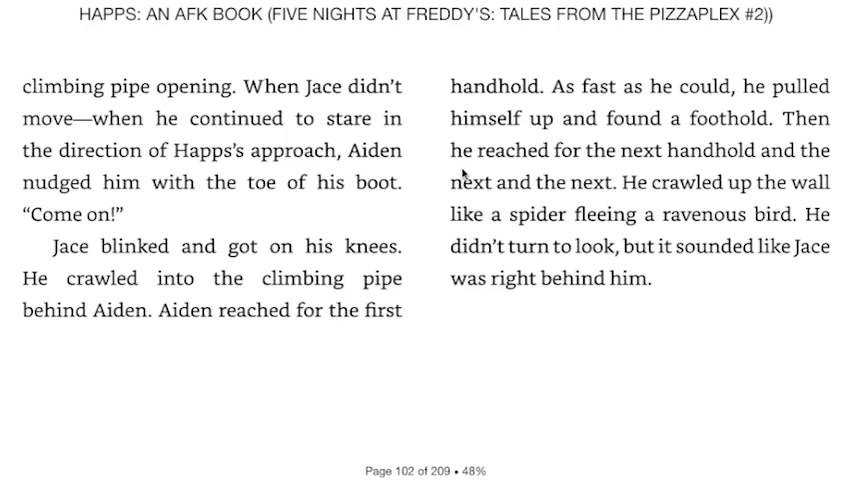 HAPPS: AN AFK BOOK (FIVE NIGHTS AT FREDDY'S: TALES FROM THE PIZZAPLEX #2))
climbing pipe opening. When Jace didn’t
move—when he continued to stare in
the direction of Happs’s approach, Aiden
nudged him with the toe of his boot.
“Come on!”
Jace blinked and got on his knees.
He crawled into the climbing pipe
behind Aiden. Aiden reached for the first
handhold. As fast as he could, he pulled
himself up and found a foothold. Then
he reached for the next handhold and the
next and the next. He crawled up the wall
like a spider fleeing a ravenous bird. He
didn’t turn to look, but it sounded like Jace
was right behind him.
Page 102 of 209 • 48%